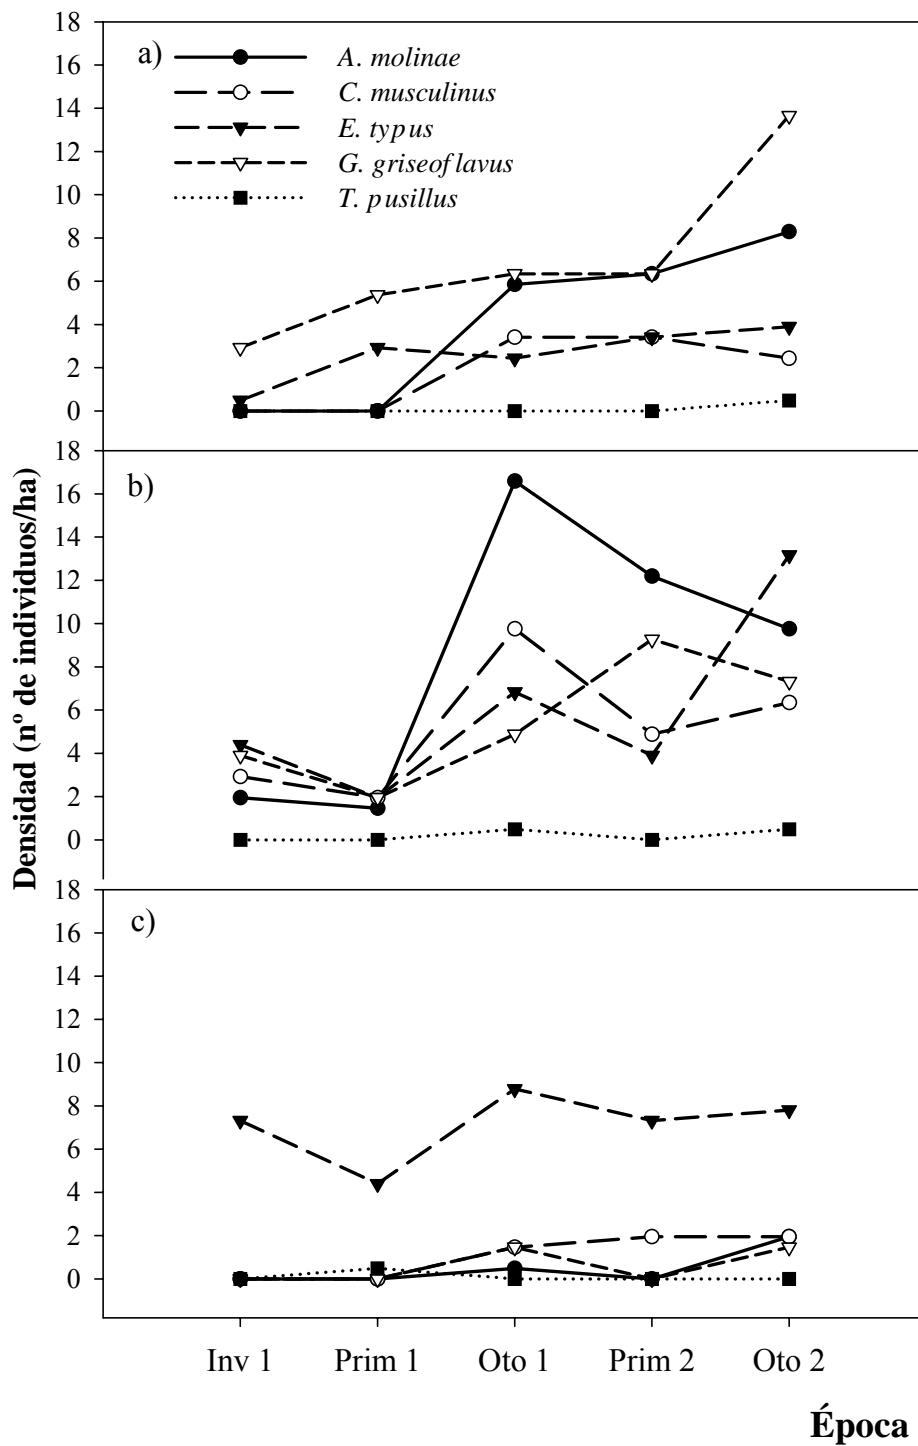 18
a)
16
14
12
10
8
6
4
2
0
A. molinae
C. musculinus
E. typus
G. griseoflavus
T. pusillus
Densidad (nº de individuos/ha)
18
b)
16
14
12
10
8
6
4
2
0
18
c)
16
14
12
10
8
6
4
2
0
Inv 1 Prim 1 Oto 1 Prim 2 Oto 2
Época